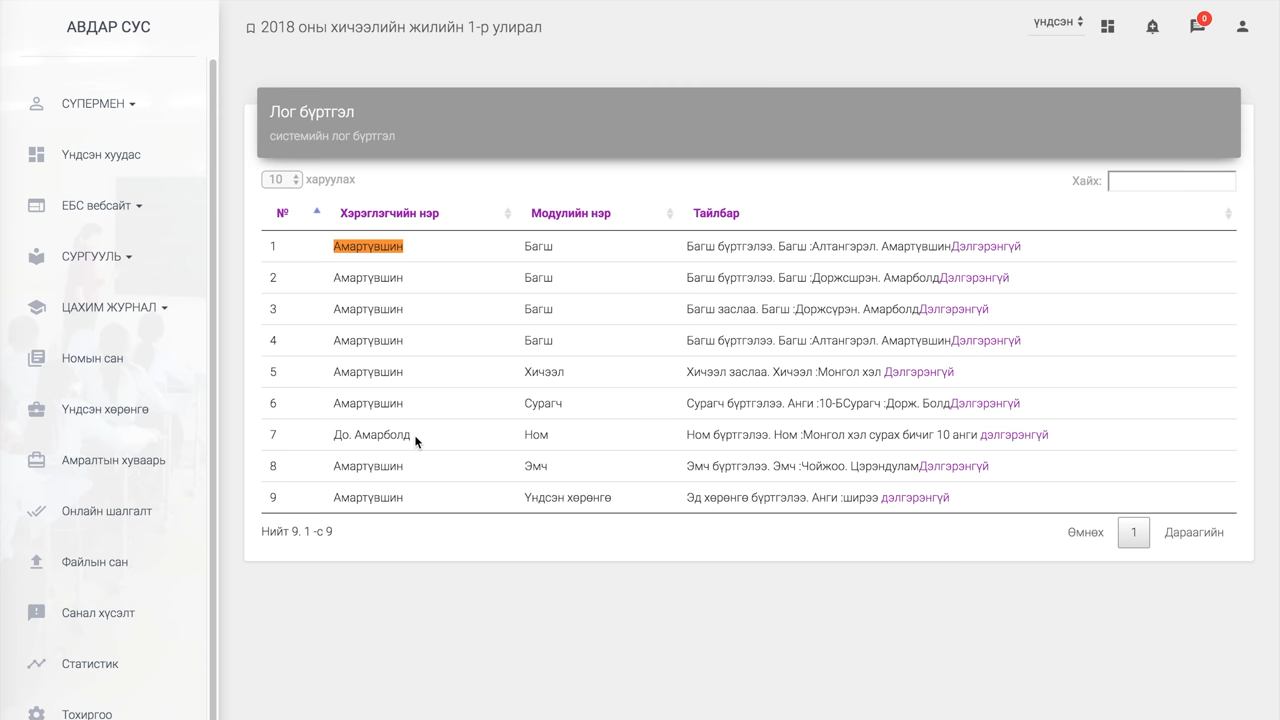 АВДАР СУС
2018 оны хичээлийн жилийн 1-р улирал
үндсэн
0
СҮПЕРМЕН
Үндсэн хуудас
ЕБС вебсайт
СУРГУУЛЬ
ЦАХИМ ЖУРНАЛ
Номын сан
Үндсэн хөрөнгө
Амралтын хуваарь
Онлайн шалгалт
Файлын сан
Санал хүсэлт
Статистик
Тохиргоо
Лог бүртгэл
системийн лог бүртгэл
10 харуулах
Хайх:
№ Хэрэглэгчийн нэр Модулийн нэр Тайлбар
1 Амартүвшин Багш Багш бүртгэлээ. Багш :Алтангэрэл. АмартүвшинДэлгэрэнгүй
2 Амартүвшин Багш Багш бүртгэлээ. Багш :Доржсшрэн. АмарболдДэлгэрэнгүй
3 Амартүвшин Багш Багш заслаа. Багш :Доржсүрэн. АмарболдДэлгэрэнгүй
4 Амартүвшин Багш Багш бүртгэлээ. Багш :Алтангэрэл. АмартүвшинДэлгэрэнгүй
5 Амартүвшин Хичээл Хичээл заслаа. Хичээл :Монгол хэл Дэлгэрэнгүй
6 Амартүвшин Сурагч Сурагч бүртгэлээ. Анги :10-БСурагч :Дорж. БолдДэлгэрэнгүй
7 До. Амарболд Ном Ном бүртгэлээ. Ном :Монгол хэл сурах бичиг 10 анги дэлгэрэнгүй
8 Амартүвшин Эмч Эмч бүртгэлээ. Эмч :Чойжоо. ЦэрэндуламДэлгэрэнгүй
9 Амартүвшин Үндсэн хөрөнгө Эд хөрөнгө бүртгэлээ. Анги :ширээ дэлгэрэнгүй
Нийт 9. 1 -с 9
Өмнөх 1 Дараагийн